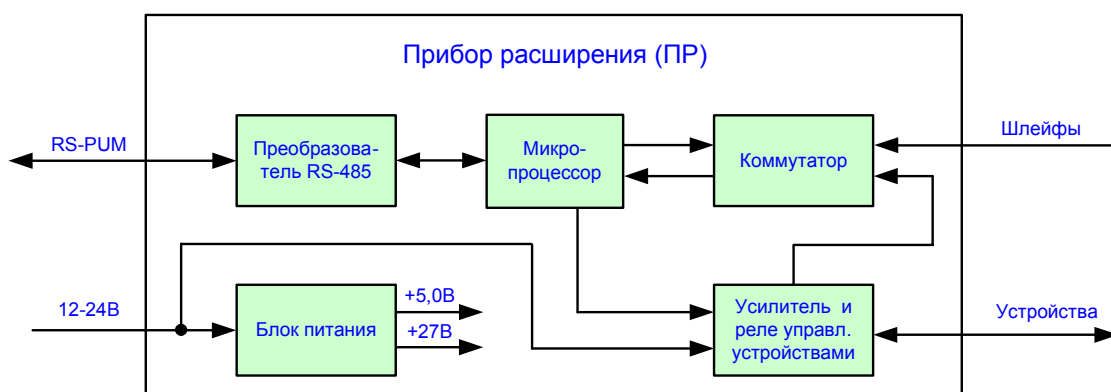 Прибор расширения (ПР)
RS-PUM
Преобразова-
тель RS-485
Микро-
процессор
Коммутатор
Шлейфы
12-24В
Блок питания
+5,0В
+27В
Усилитель и
реле управл.
устройствами
Устройства